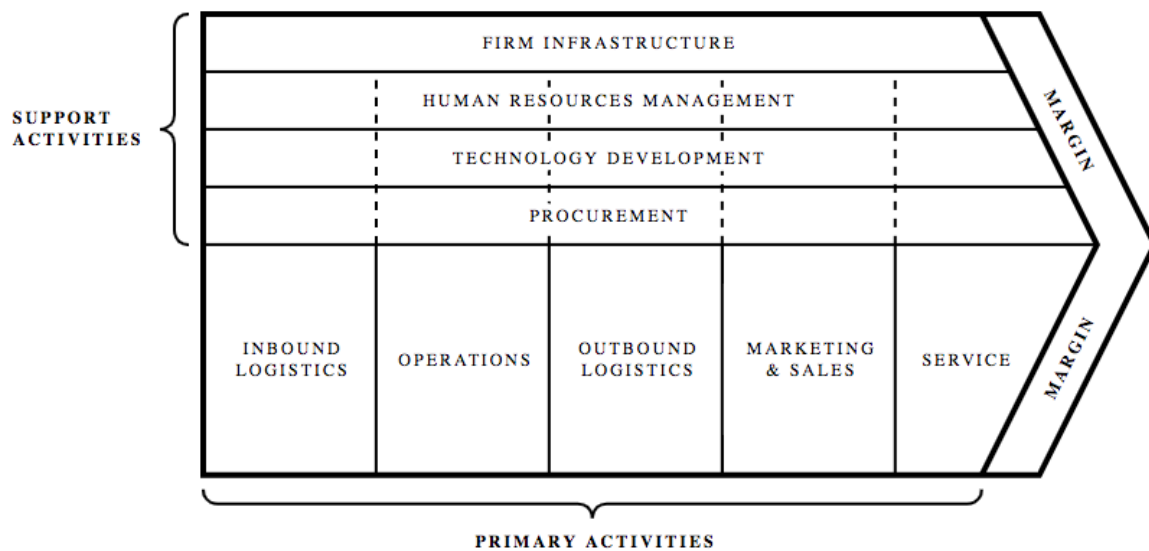 FIRM INFRASTRUCTURE
HUMAN RESOURCES MANAGEMENT
TECHNOLOGY DEVELOPMENT
PROCUREMENT
SUPPORT
ACTIVITIES
MARGIN
MARGIN
INBOUND
LOGISTICS
OPERATIONS
OUTBOUND
LOGISTICS
MARKETING
& SALES
SERVICE
PRIMARY ACTIVITIES